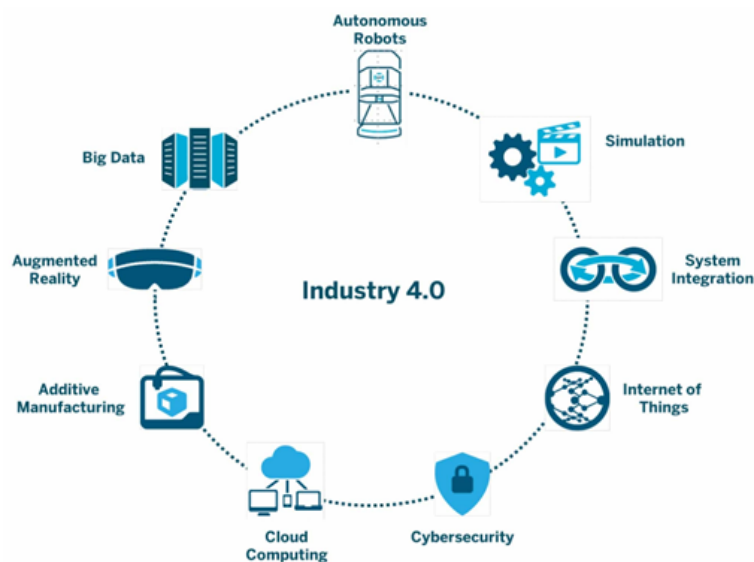 Autonomous
Robots
Simulation
System
Integration
Internet of
Things
Cybersecurity
Cloud
Computing
Additive
Manufacturing
Augmented
Reality
Big Data
Industry 4.0